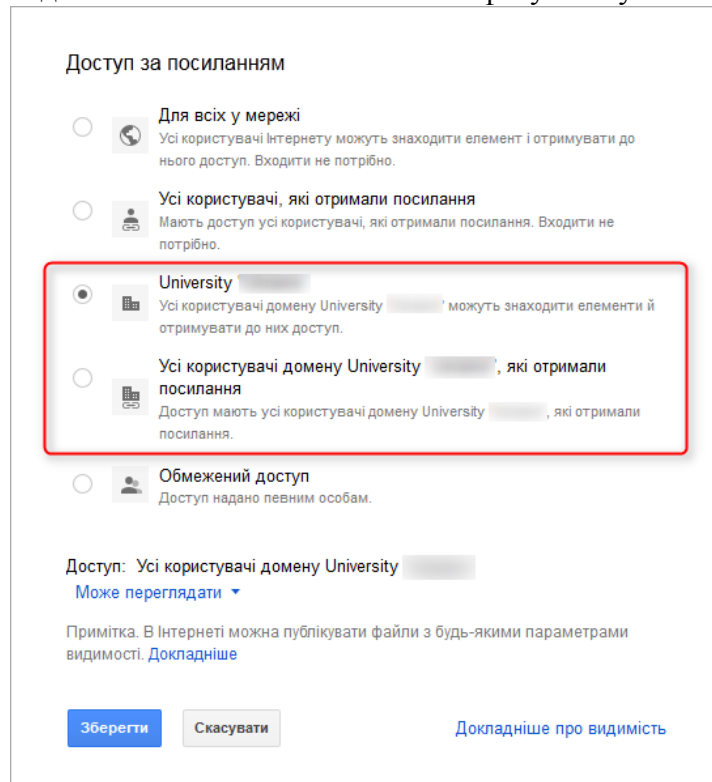 Доступ за посиланням
Для всіх у мережі
Усі користувачі Інтернету можуть знаходити елемент і отримувати до
нього доступ. Входити не потрібно.
Усі користувачі, які отримали посилання
Мають доступ усі користувачі, які отримали посилання. Входити не
потрібно.
University "
Усі користувачі домену University ' можуть знаходити елементи й
отримувати до них доступ.
Усі користувачі домену University ', які отримали
посилання
Доступ мають усі користувачі домену University , які отримали
посилання.
Обмежений доступ
Доступ надано певним особам.
Доступ: Усі користувачі домену University
Може переглядати
Примітка. В Інтернеті можна публікувати файли з будь-якими параметрами
видимості. Докладніше
Зберегти Скасувати Докладніше про видимість